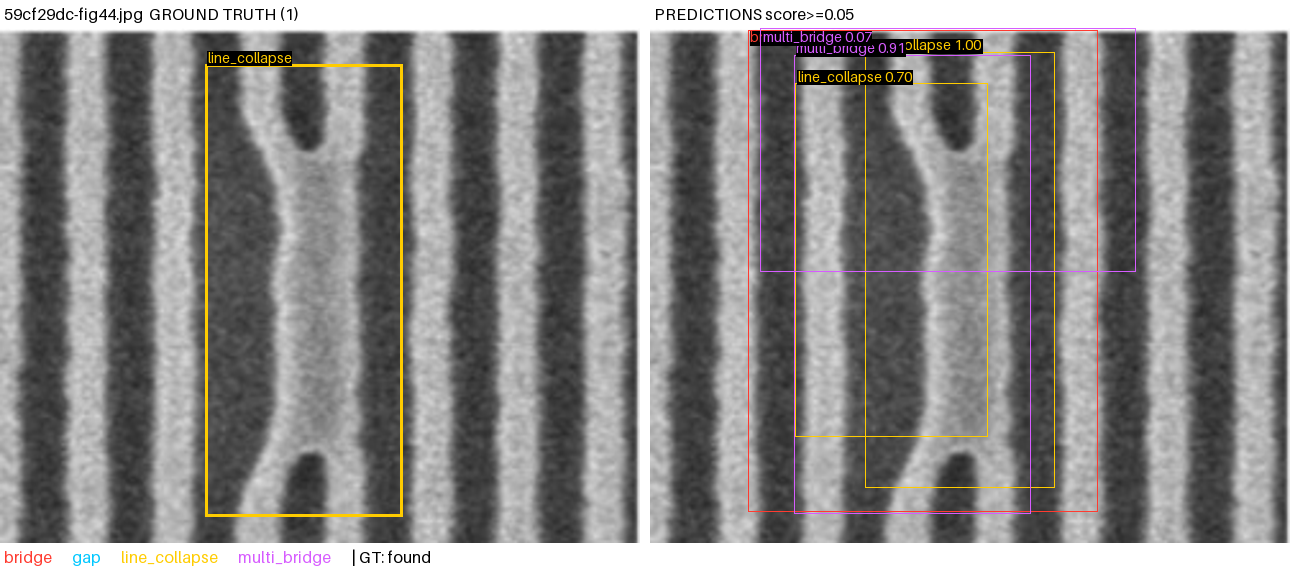 59cf29dc-fig44.jpg GROUND TRUTH (1)
PREDICTIONS score>=0.05
line_collapse
multi_bridge 0.07
multi_bridge 0.91
ollapse 1.00
line_collapse 0.70
bridge gap line_collapse multi_bridge | GT: found